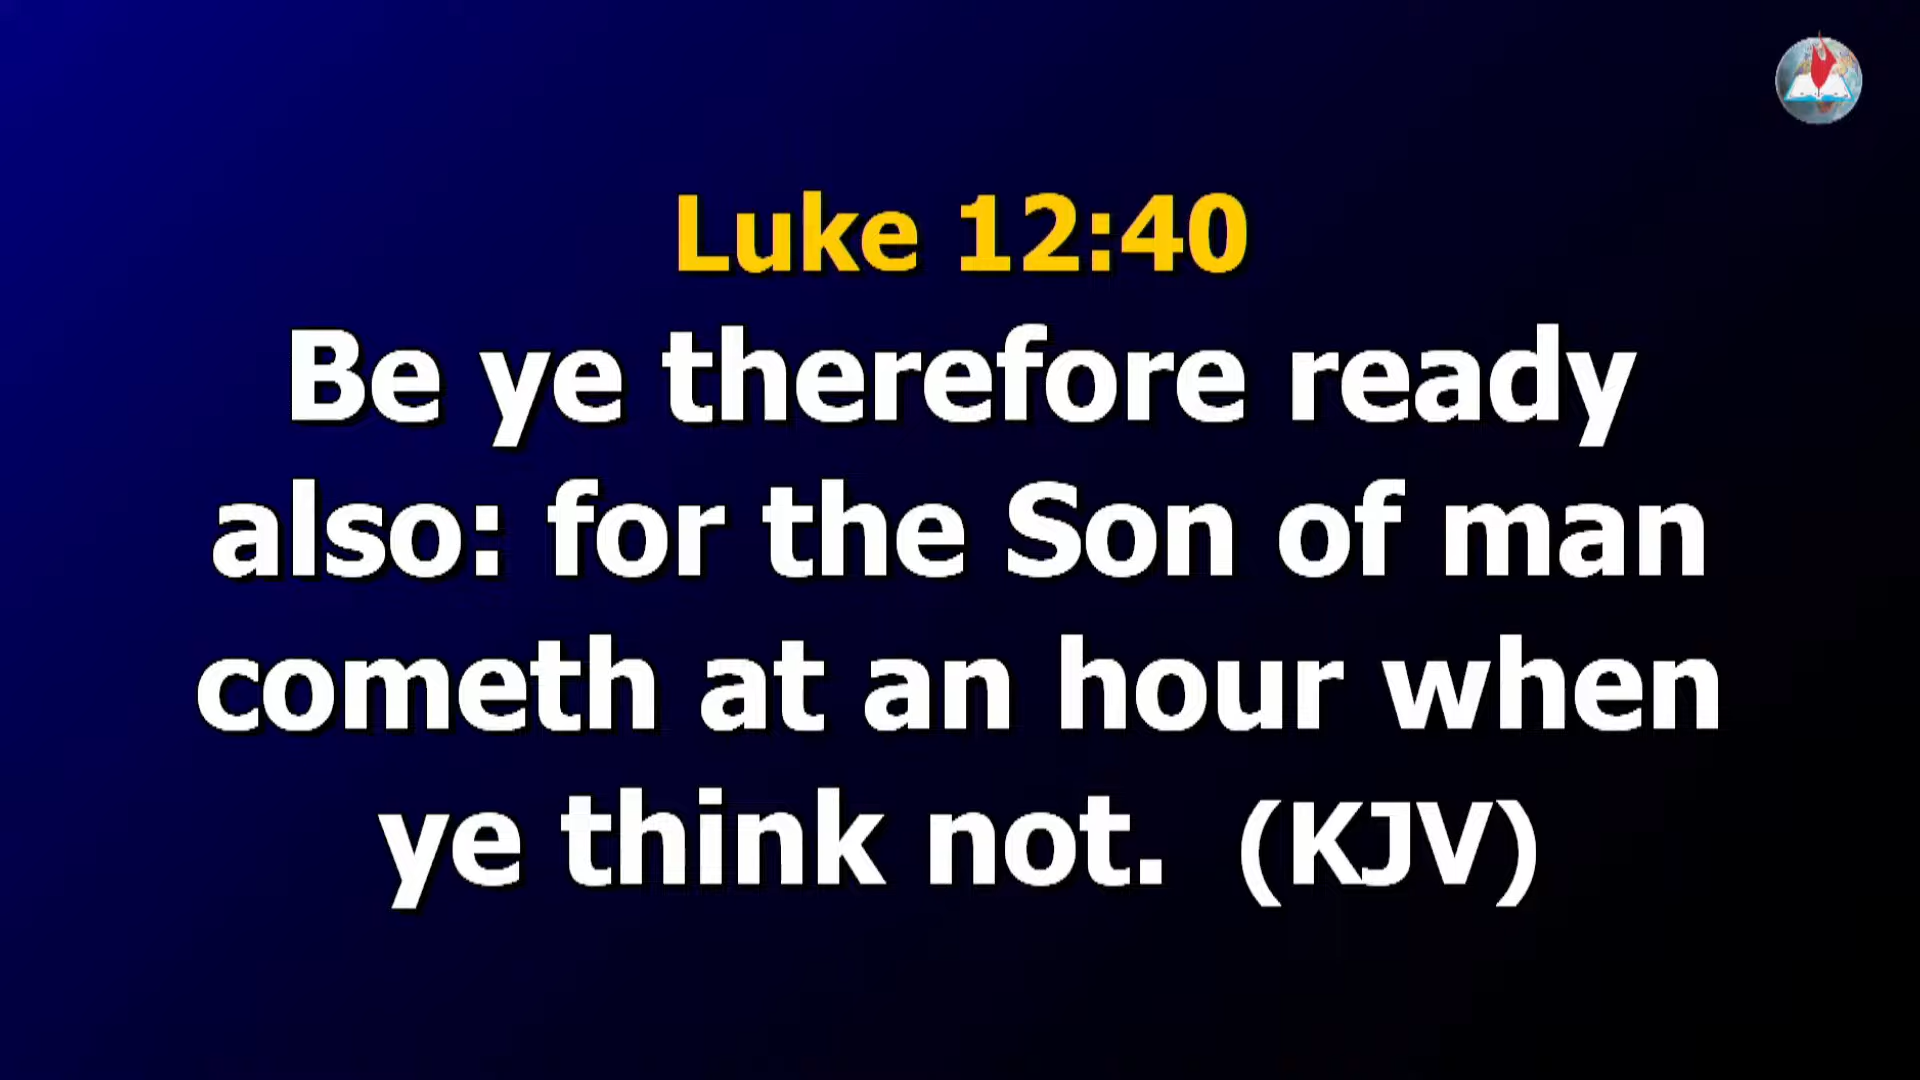 Luke 12:40
Be ye therefore ready
also: for the Son of man
cometh at an hour when
ye think not. (KJV)